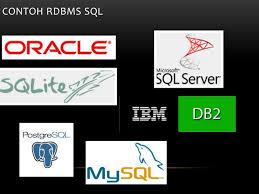 CONTOH RDBMS SQL
ORACLE
Microsoft
SQL Server
SQLite
IBM
DB2
PostgreSQL
MySQL